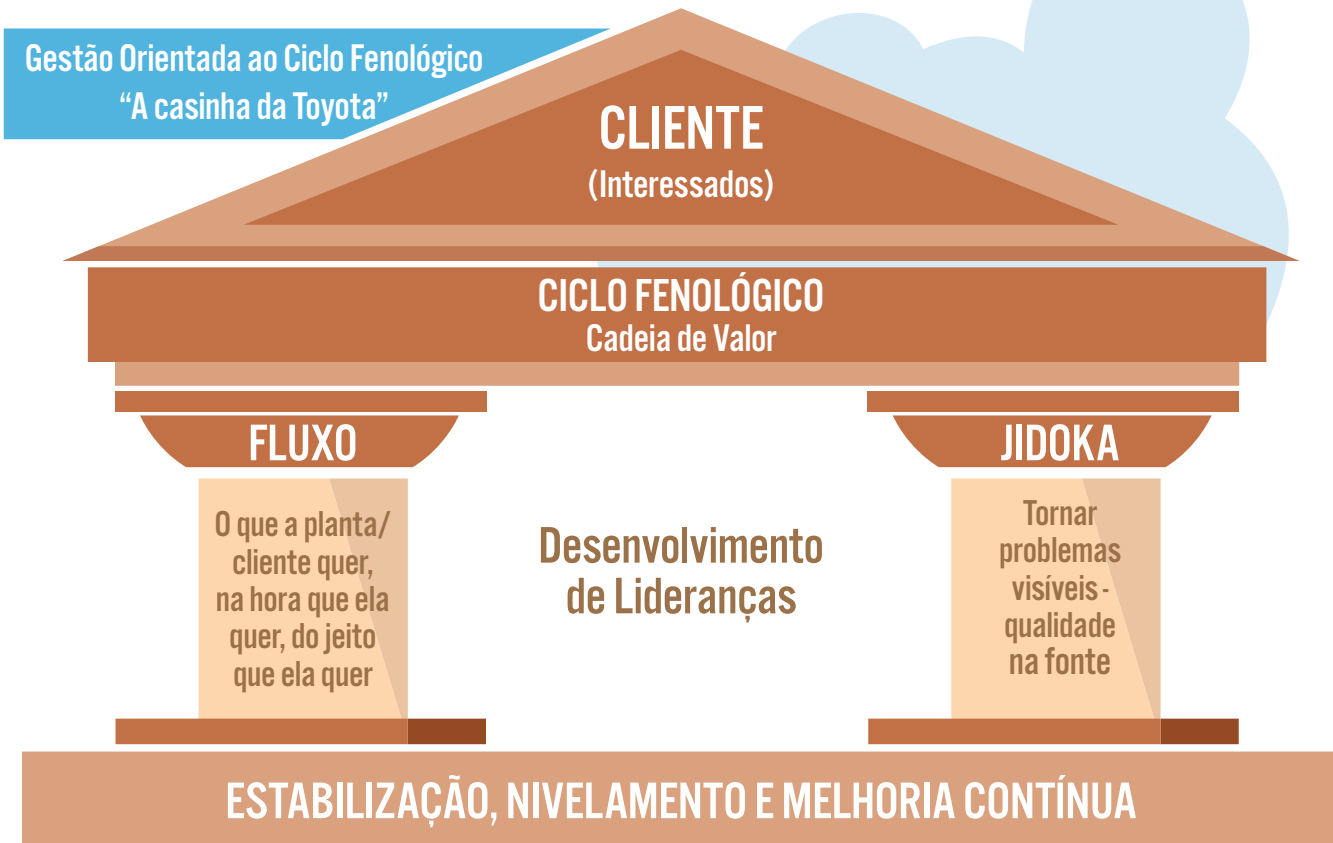 Gestão Orientada ao Ciclo Fenológico
“A casinha da Toyota”
CLIENTE
(Interessados)
CICLO FENOLÓGICO
Cadeia de Valor
FLUXO
O que a planta/
cliente quer,
na hora que ela
quer, do jeito
que ela quer
Desenvolvimento
de Lideranças
JIDOKA
Tornar
problemas
visíveis -
qualidade
na fonte
ESTABILIZAÇÃO, NIVELAMENTO E MELHORIA CONTÍNUA